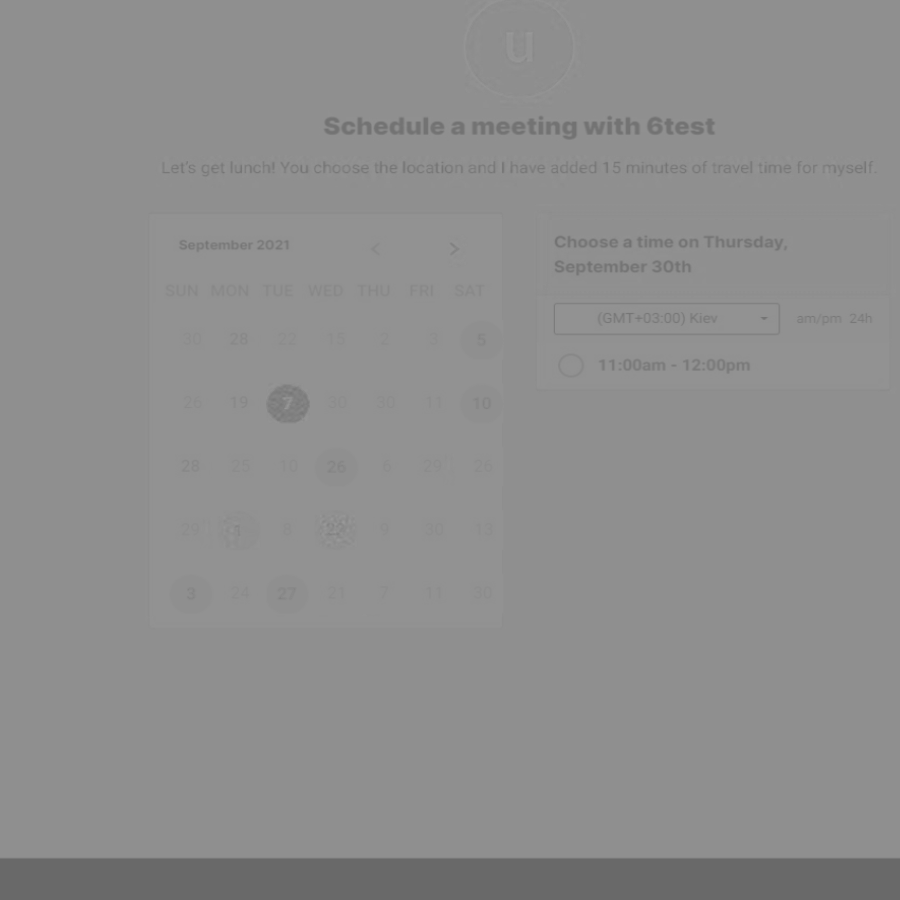 u
Schedule a meeting with 6test
Let's get lunch! You choose the location and I have added 15 minutes of travel time for myself.
September 2021 < >
SUN MON TUE WED THU FRI SAT
30 28 22 15 2 3 5
26 19 7 30 30 11 10
28 25 10 26 6 29 26
29 1 8 22 9 20 13
3 24 27 21 7 11 30
Choose a time on Thursday,
September 30th
(GMT+03:00) Kiev am/pm 24h
11:00am - 12:00pm